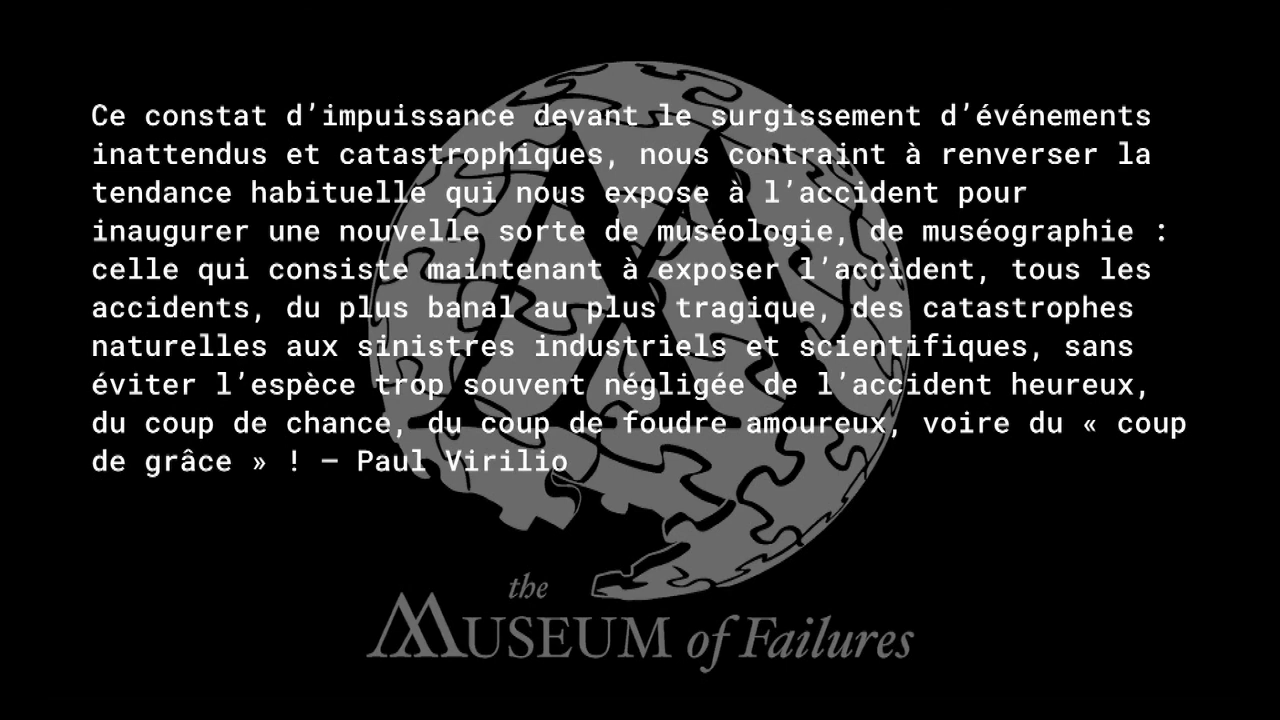 Ce constat d’impuissance devant le surgissement d’événements
inattendus et catastrophiques, nous contraint à renverser la
tendance habituelle qui nous expose à l’accident pour
inaugurer une nouvelle sorte de muséologie, de muséographie :
celle qui consiste maintenant à exposer l’accident, tous les
accidents, du plus banal au plus tragique, des catastrophes
naturelles aux sinistres industriels et scientifiques, sans
éviter l’espèce trop souvent négligée de l’accident heureux,
du coup de chance, du coup de foudre amoureux, voire du « coup
de grâce » ! — Paul Virilio
the
MUSEUM of Failures